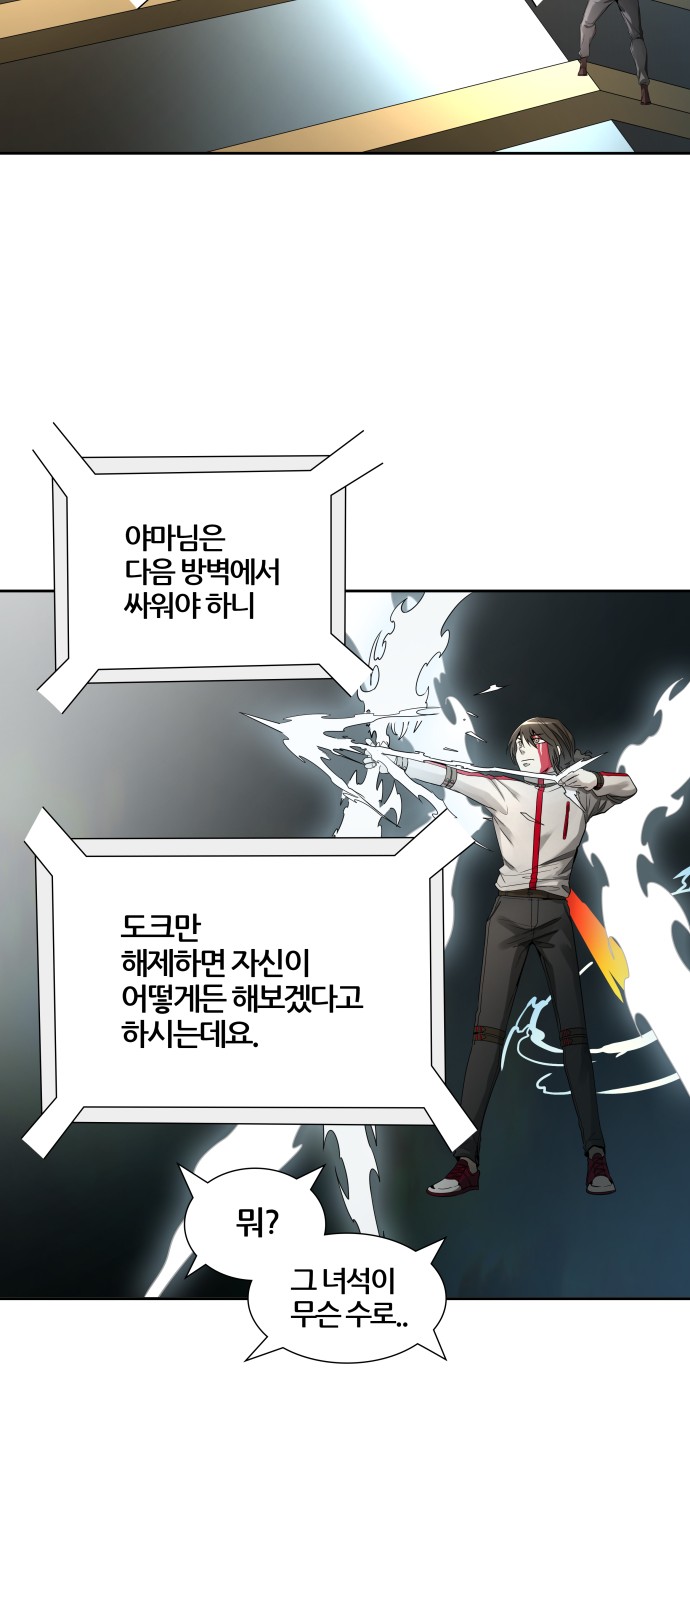 야마님은
다음 방벽에서
싸워야 하니
도크만
해제하면 자신이
어떻게든 해보겠다고
하시는데요.
뭐?
그 녀석이
무슨 수로..